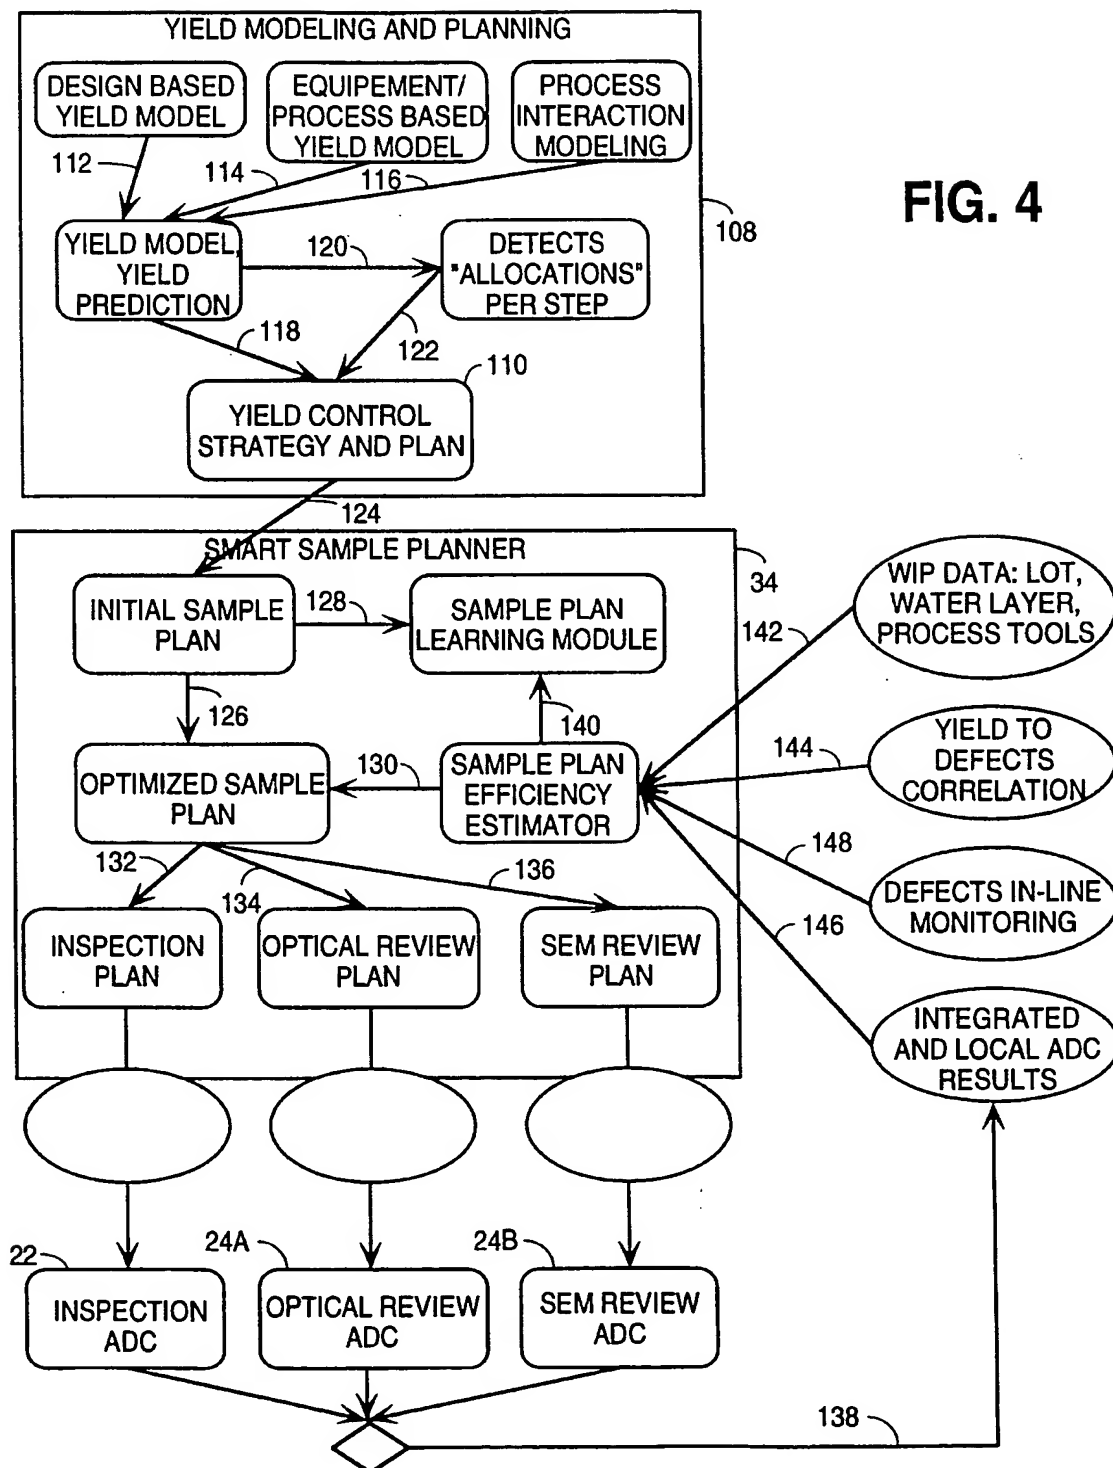 YIELD MODELING AND PLANNING
DESIGN BASED
YIELD MODEL
EQUIPEMENT/
PROCESS BASED
YIELD MODEL
PROCESS
INTERACTION
MODELING
112
114
116
FIG. 4
108
YIELD MODEL,
YIELD
PREDICTION
120
DETECTS
"ALLOCATIONS"
PER STEP
118
122
110
YIELD CONTROL
STRATEGY AND PLAN
124
SMART SAMPLE PLANNER
34
INITIAL SAMPLE
PLAN
128
SAMPLE PLAN
LEARNING MODULE
WIP DATA: LOT,
WATER LAYER,
PROCESS TOOLS
142
126
140
OPTIMIZED SAMPLE
PLAN
130
SAMPLE PLAN
EFFICIENCY
ESTIMATOR
144
YIELD TO
DEFECTS
CORRELATION
132
134
136
148
DEFECTS IN-LINE
MONITORING
146
INSPECTION
PLAN
OPTICAL REVIEW
PLAN
SEM REVIEW
PLAN
INTEGRATED
AND LOCAL ADC
RESULTS
22
24A
24B
INSPECTION
ADC
OPTICAL REVIEW
ADC
SEM REVIEW
ADC
138